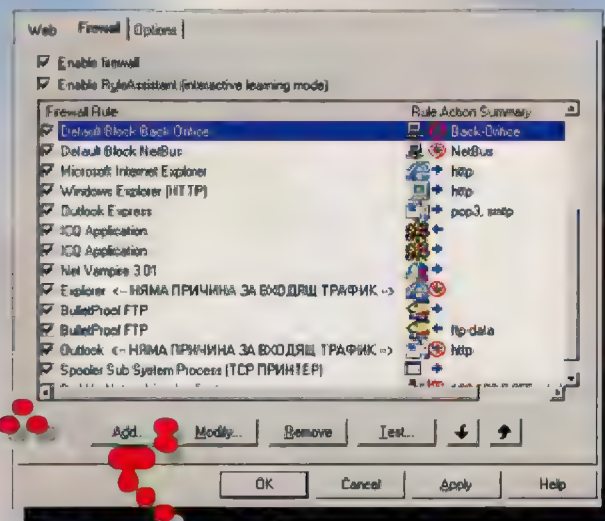 Web Firewall Options
Enable firewall
Enable RuleAssistant (interactive learning mode)
Firewall Rule Rule Action Summary
Default Block Back Orifice Back-Orifice
Default Block NetBus NetBus
Microsoft Internet Explorer http
Windows Explorer (HTTP) http
Outlook Express pop3, smtp
ICQ Application
ICQ Application
Net Vampire 3.01
Explorer <-- НЯМА ПРИЧИНА ЗА ВХОДЯЩ ТРАФИК -->
BulletProof FTP
BulletProof FTP ftp-data
Outlook <-- НЯМА ПРИЧИНА ЗА ВХОДЯЩ ТРАФИК --> http
Spooler Sub System Process (TCP ПРИНТЕР)
Add... Modify... Remove Test...
OK Cancel Apply Help